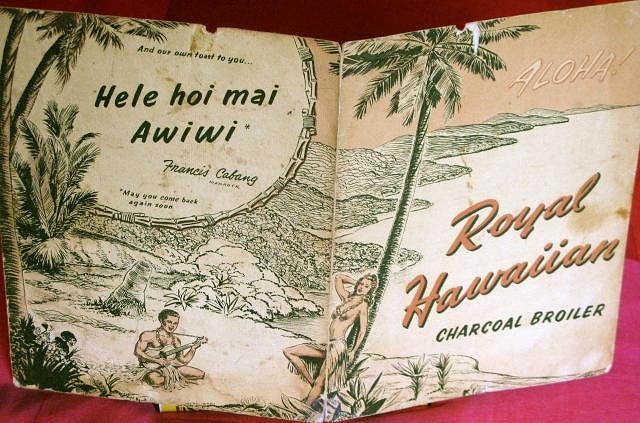 And our own toast to you...
Hele hoi mai
Awiwi*
Francis Cabang
MANAGER
*May you come back
again soon
ALOHA!
Royal
Hawaiian
CHARCOAL BROILER